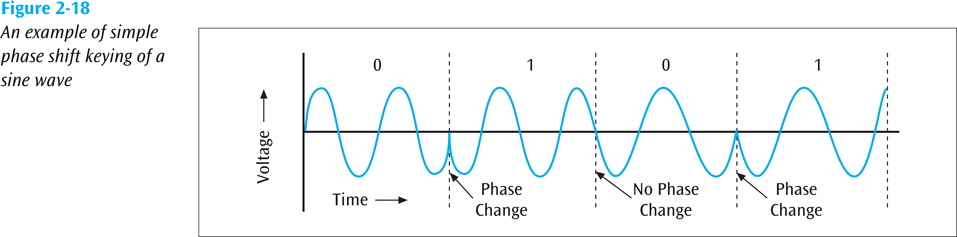 Figure 2-18
An example of simple
phase shift keying of a
sine wave
0 1 0 1
Voltage
Time
Phase
Change
No Phase
Change
Phase
Change